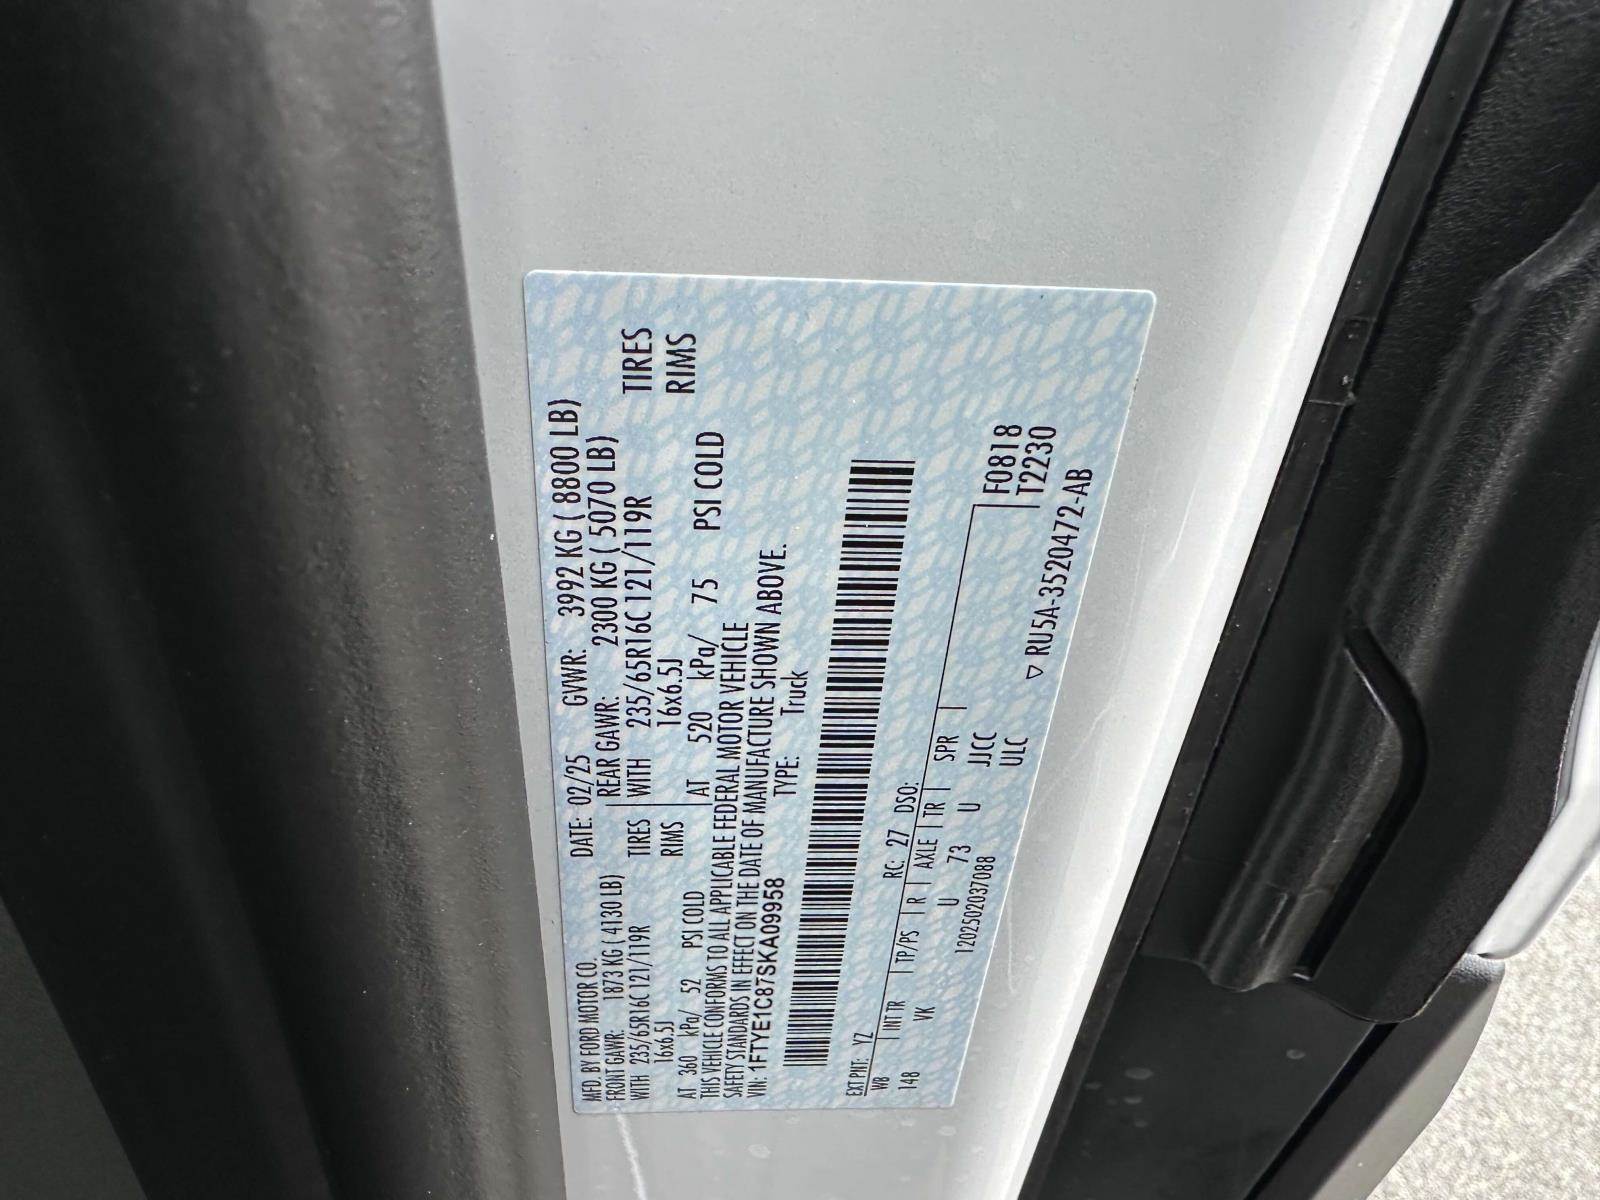 MFD. BY FORD MOTOR CO. DATE: 02/25 GVWR: 3992 KG ( 8800 LB)
FRONT GAWR: 1873 KG ( 4130 LB) REAR GAWR: 2300 KG ( 5070 LB)
WITH 235/65R16C 121/119R TIRES WITH 235/65R16C 121/119R TIRES
16x6.5J RIMS 16x6.5J RIMS
AT 360 kPa/ 52 PSI COLD AT 520 kPa/ 75 PSI COLD
THIS VEHICLE CONFORMS TO ALL APPLICABLE FEDERAL MOTOR VEHICLE
SAFETY STANDARDS IN EFFECT ON THE DATE OF MANUFACTURE SHOWN ABOVE.
VIN: 1FTYE1C87SKA09958 TYPE: Truck
EXT PNT: YZ RC: 27 DSO:
WB INT TR TP/PS R AXLE TR SPR F0818
148 VK U 73 U JJCC T2230
1202502037088 ULC
▽ RU5A-3520472-AB